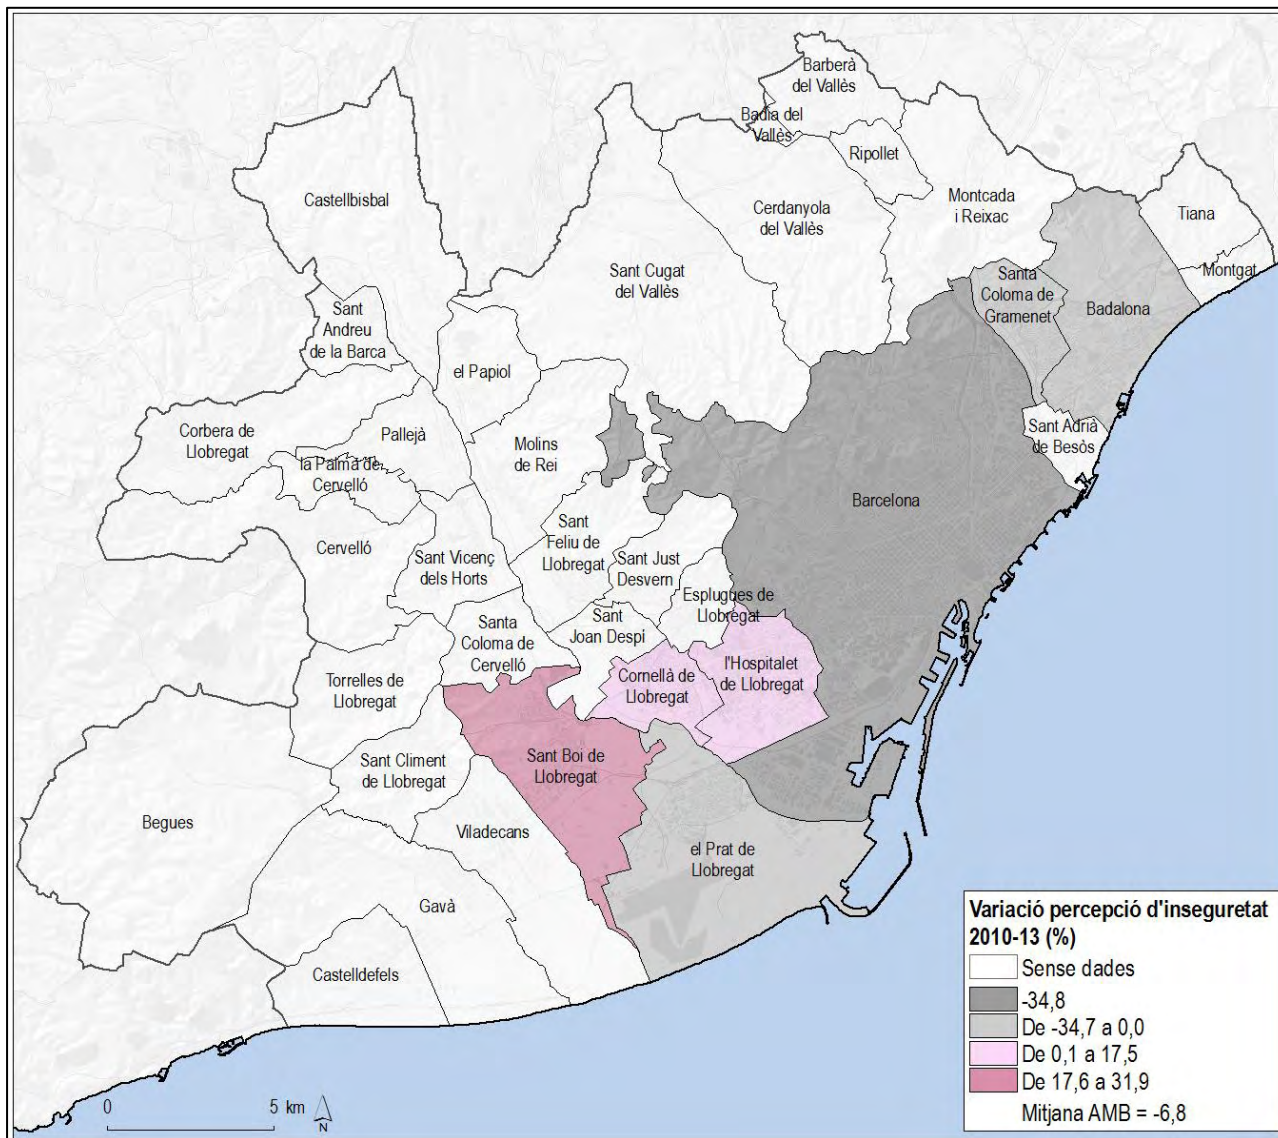 Barberà
del Vallès
Badia del
Vallès
Ripollet
Castellbisbal
Cerdanyola
del Vallès
Montcada
i Reixac
Tiana
Montgat
Sant Cugat
del Vallès
Santa
Coloma de
Gramenet
Badalona
Sant
Andreu
de la Barca
el Papiol
Corbera de
Llobregat
Pallejà
Molins
de Rei
Sant Adrià
de Besòs
la Palma de
Cervelló
Barcelona
Cervelló
Sant Vicenç
dels Horts
Sant
Feliu de
Llobregat
Sant Just
Desvern
Esplugues de
Llobregat
Santa
Coloma de
Cervelló
Sant
Joan Despi
Torrelles de
Llobregat
Cornellà de
Llobregat
l'Hospitalet
de Llobregat
Sant Climent
de Llobregat
Sant Boi de
Llobregat
Begues
Viladecans
el Prat de
Llobregat
Gavà
Castelldefels
Variació percepció d'inseguretat
2010-13 (%)
Sense dades
-34,8
De -34,7 a 0,0
De 0,1 a 17,5
De 17,6 a 31,9
Mitjana AMB = -6,8
0 5 km
N